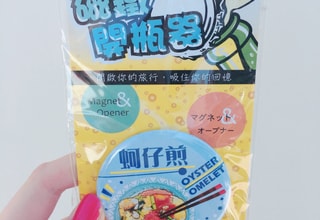 磁鐵
開瓶器
開啟你的旅行,吸住你的回憶
Magnet
&
Opener
マグネット
&
オープナー
蚵仔煎
OYSTER
OMELET